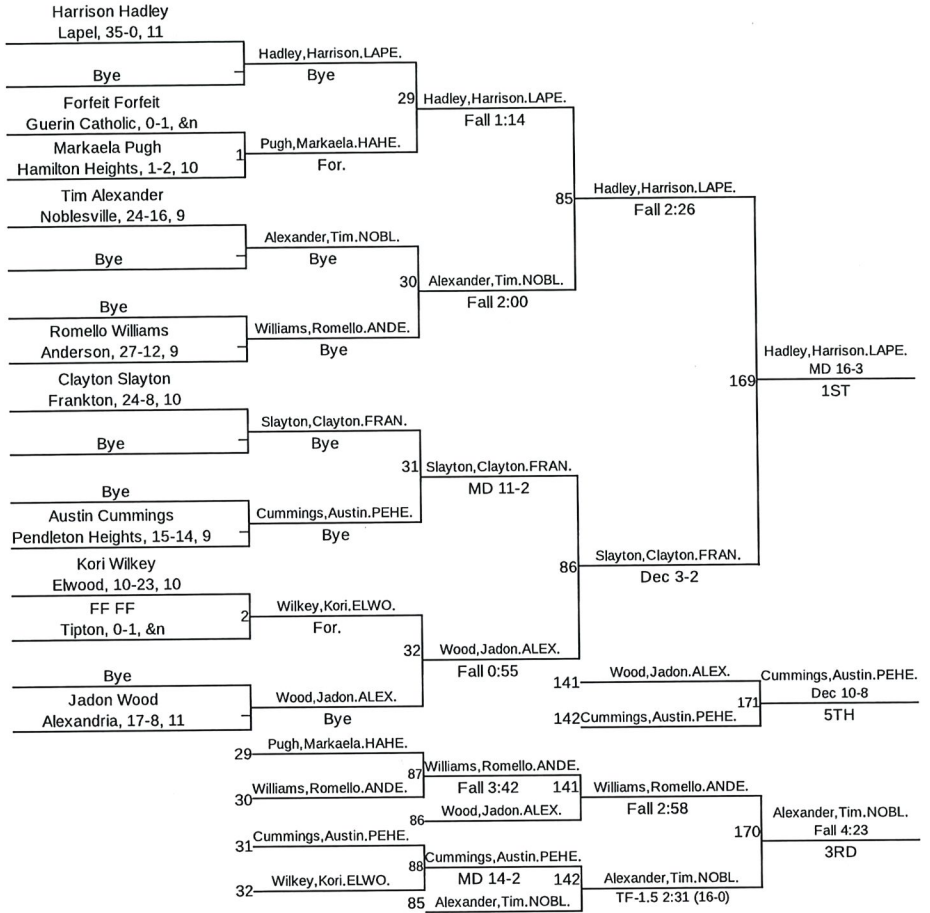 Harrison Hadley
Lapel, 35-0, 11
Bye
Hadley,Harrison.LAPE.
Bye
Forfeit Forfeit
Guerin Catholic, 0-1, &n
Markaela Pugh
Hamilton Heights, 1-2, 10
1
Pugh,Markaela.HAHE.
For.
29
Hadley,Harrison.LAPE.
Fall 1:14
Tim Alexander
Noblesville, 24-16, 9
Bye
Alexander,Tim.NOBL.
Bye
Bye
Romello Williams
Anderson, 27-12, 9
Williams,Romello.ANDE.
Bye
30
Alexander,Tim.NOBL.
Fall 2:00
85
Hadley,Harrison.LAPE.
Fall 2:26
Clayton Slayton
Frankton, 24-8, 10
Bye
Slayton,Clayton.FRAN.
Bye
Bye
Austin Cummings
Pendleton Heights, 15-14, 9
Cummings,Austin.PEHE.
Bye
31
Slayton,Clayton.FRAN.
MD 11-2
Kori Wilkey
Elwood, 10-23, 10
FF FF
Tipton, 0-1, &n
2
Wilkey,Kori.ELWO.
For.
Bye
Jadon Wood
Alexandria, 17-8, 11
Wood,Jadon.ALEX.
Bye
32
Wood,Jadon.ALEX.
Fall 0:55
86
Slayton,Clayton.FRAN.
Dec 3-2
169
Hadley,Harrison.LAPE.
MD 16-3
1ST
141
Wood,Jadon.ALEX.
142
Cummings,Austin.PEHE.
171
Cummings,Austin.PEHE.
Dec 10-8
5TH
29
Pugh,Markaela.HAHE.
30
Williams,Romello.ANDE.
87
Williams,Romello.ANDE.
Fall 3:42
86
Wood,Jadon.ALEX.
141
Williams,Romello.ANDE.
Fall 2:58
31
Cummings,Austin.PEHE.
32
Wilkey,Kori.ELWO.
88
Cummings,Austin.PEHE.
MD 14-2
85
Alexander,Tim.NOBL.
142
Alexander,Tim.NOBL.
TF-1.5 2:31 (16-0)
170
Alexander,Tim.NOBL.
Fall 4:23
3RD